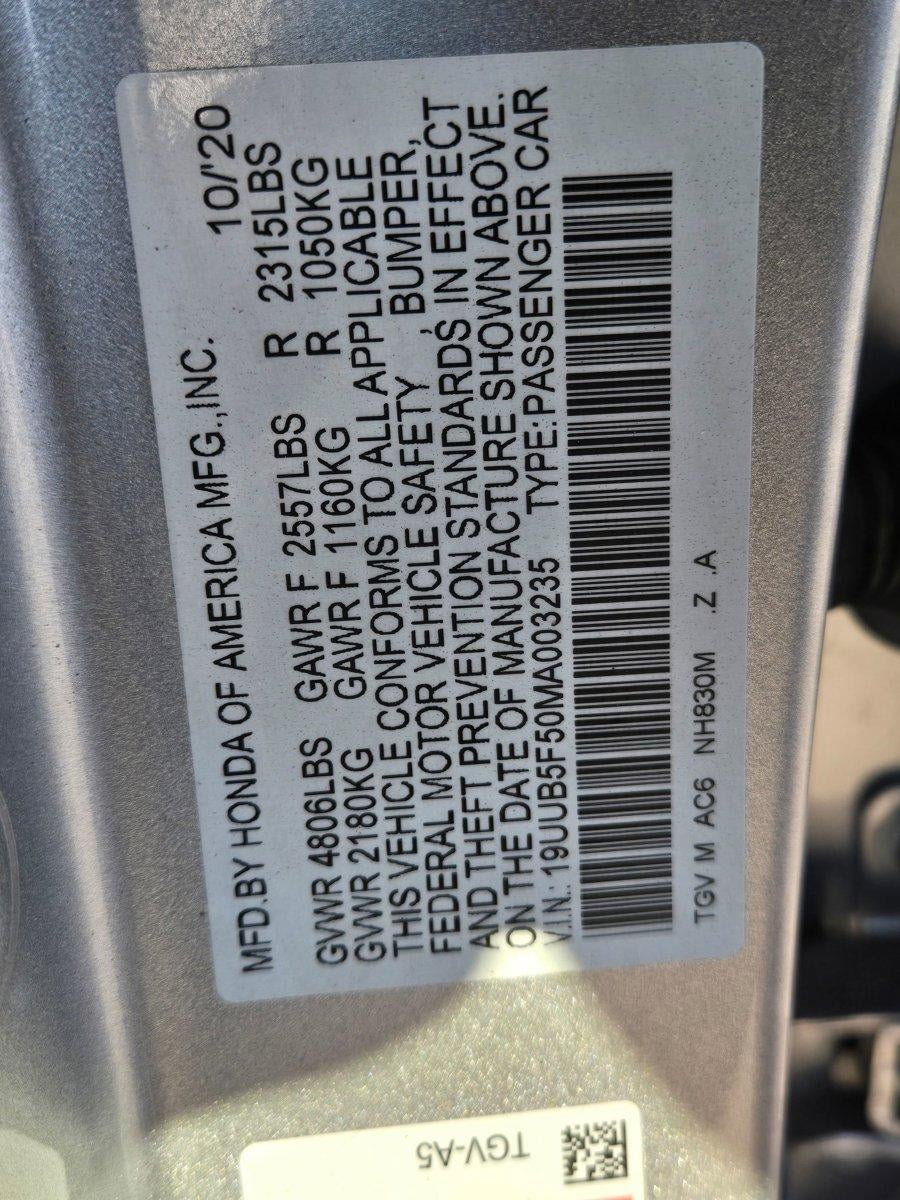 MFD.BY HONDA OF AMERICA MFG.,INC. 10/'20
GVWR 4806LBS GAWR F 2557LBS R 2315LBS
GVWR 2180KG GAWR F 1160KG R 1050KG
THIS VEHICLE CONFORMS TO ALL APPLICABLE
FEDERAL MOTOR VEHICLE SAFETY, BUMPER,
AND THEFT PREVENTION STANDARDS, IN EFFECT
ON THE DATE OF MANUFACTURE SHOWN ABOVE.
V.I.N.: 19UUB5F50MA003235 TYPE:PASSENGER CAR
TGV M AC6 NH830M .Z .A
TGV-A5